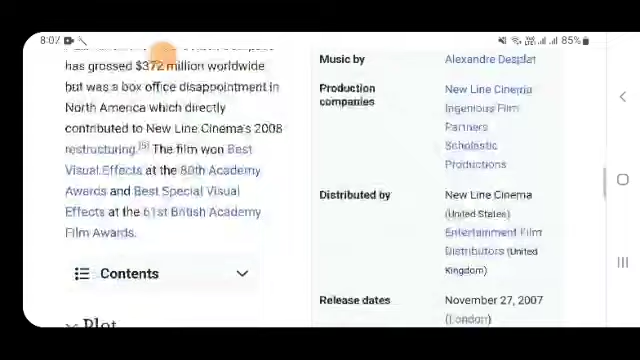 8:02
85%
has grossed $372 million worldwide
but was a box office disappointment in
North America which directly
contributed to New Line Cinema's 2008
restructuring.[5] The film won Best
Visual Effects at the 80th Academy
Awards and Best Special Visual
Effects at the 61st British Academy
Film Awards.
Contents
Plot
Music by
Alexandre Desplat
Production
companies
New Line Cinema
Ingenious Film
Partners
Scholastic
Productions
Distributed by
New Line Cinema
(United States)
Entertainment Film
Distributors (United
Kingdom)
Release dates
November 27, 2007
(London)